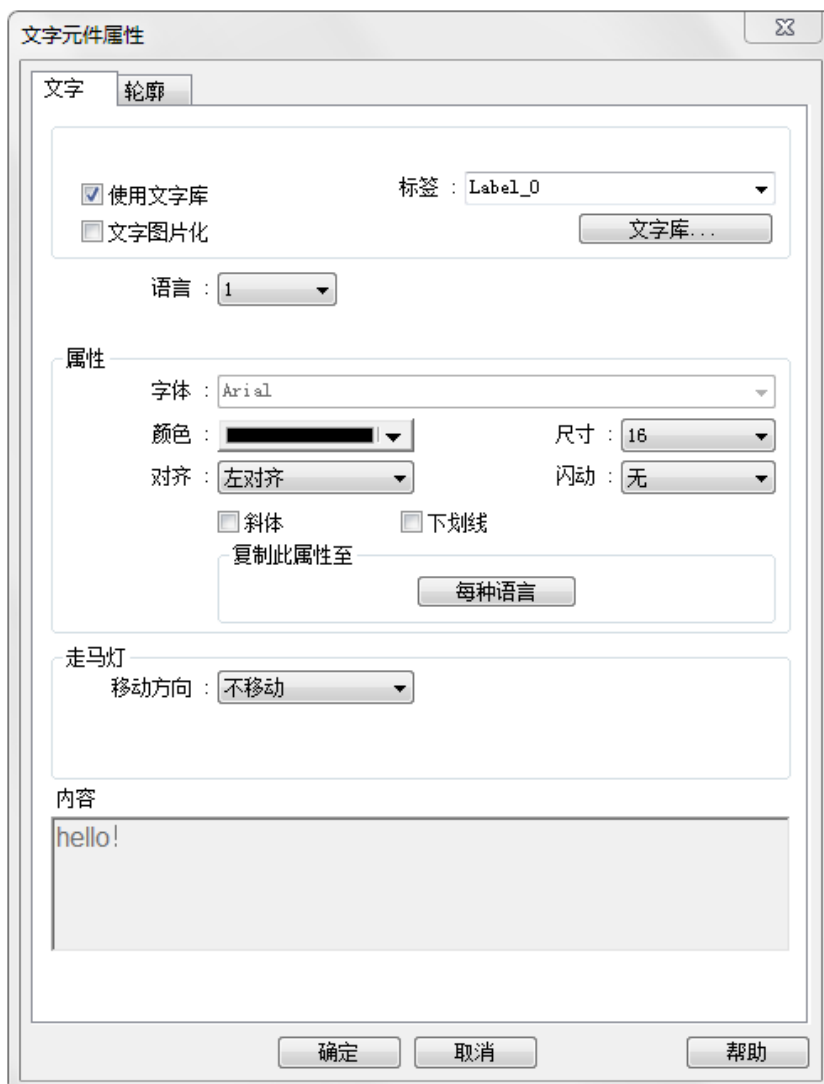 文字元件属性
文字 轮廓
使用文字库 标签 : Label_0
文字图片化 文字库...
语言 : 1
属性
字体 : Arial
颜色 : 尺寸 : 16
对齐 : 左对齐 闪动 : 无
斜体 下划线
复制此属性至
每种语言
走马灯
移动方向 : 不移动
内容
hello!
确定 取消 帮助